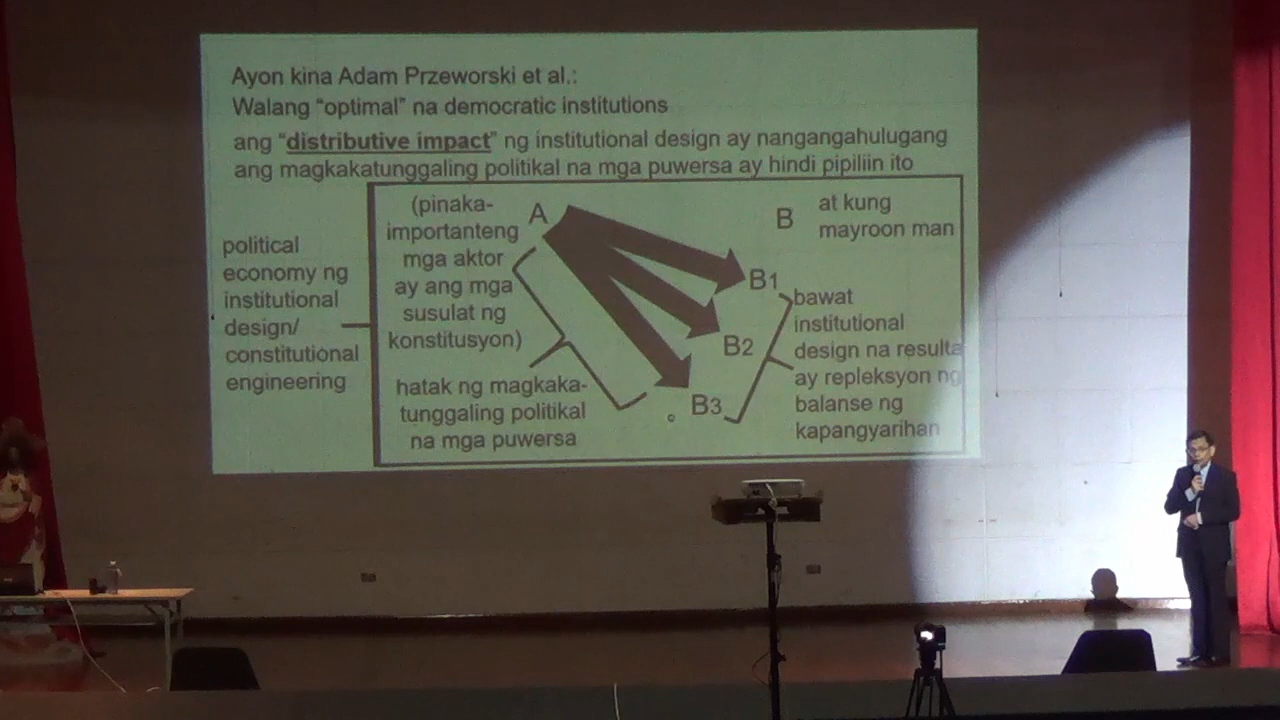 Ayon kina Adam Przeworski et al.:
Walang “optimal” na democratic institutions
ang “distributive impact” ng institutional design ay nangangahulugang
ang magkakatunggaling politikal na mga puwersa ay hindi pipiliin ito
political
economy ng
institutional
design/
constitutional
engineering
(pinaka-
importanteng
mga aktor
ay ang mga
susulat ng
konstitusyon)
hatak ng magkaka-
tunggaling politikal
na mga puwersa
A
B1
B2
B3
B
at kung
mayroon man
bawat
institutional
design na resulta
ay repleksyon ng
balanse ng
kapangyarihan